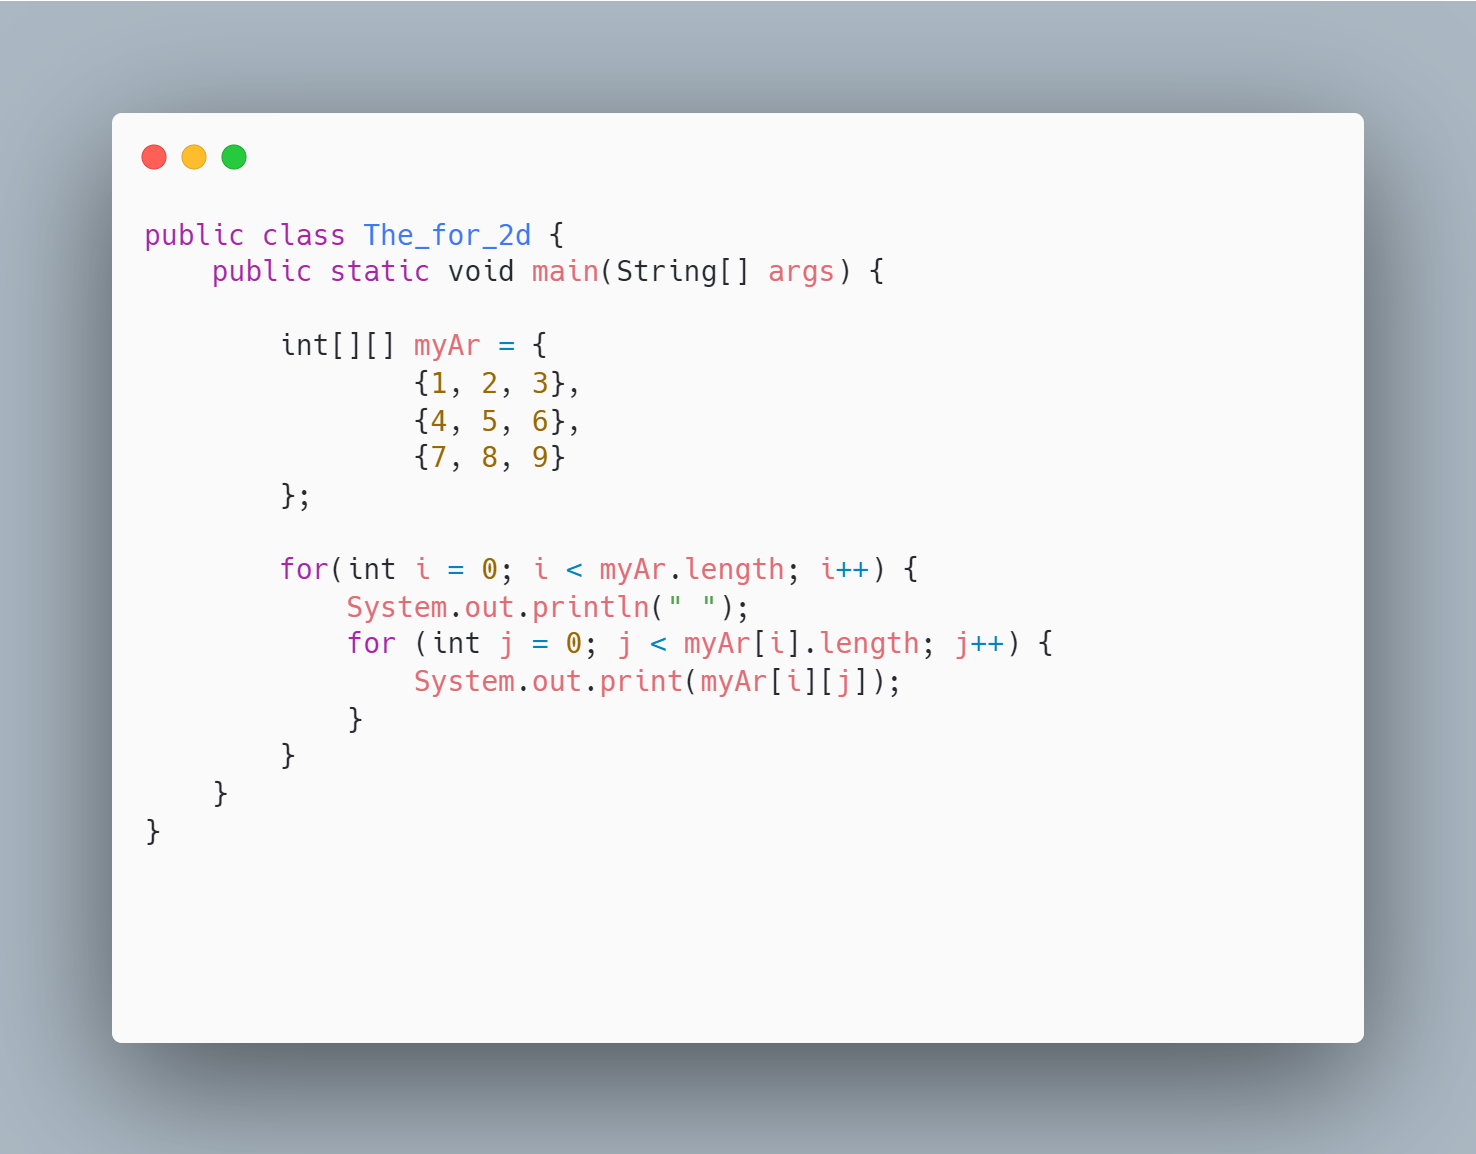 public class The_for_2d {
    public static void main(String[] args) {

        int[][] myAr = {
                {1, 2, 3},
                {4, 5, 6},
                {7, 8, 9}
        };

        for(int i = 0; i < myAr.length; i++) {
            System.out.println(" ");
            for (int j = 0; j < myAr[i].length; j++) {
                System.out.print(myAr[i][j]);
            }
        }
    }
}